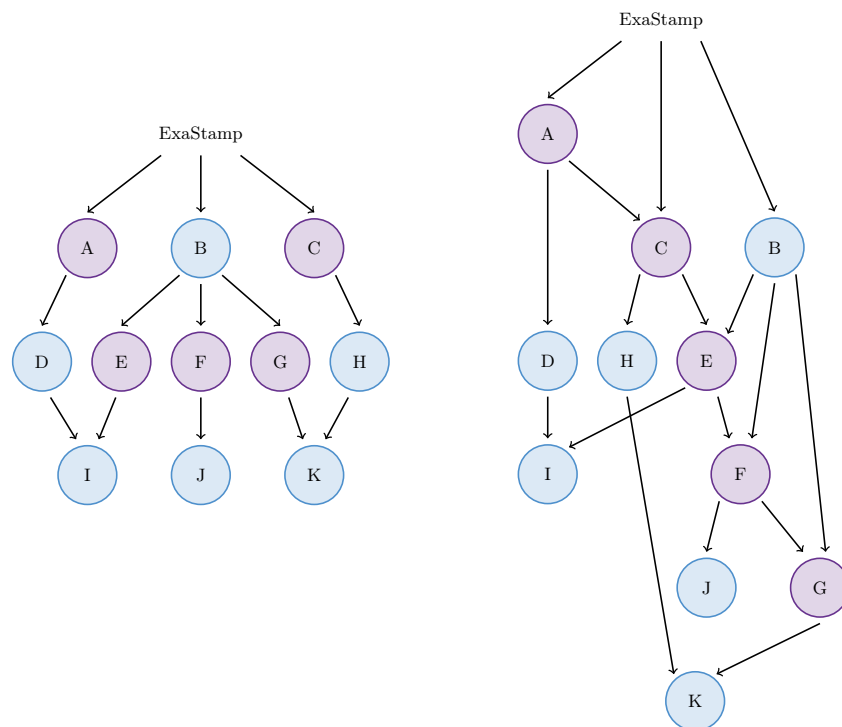 ExaStamp
A B C
D E F G H
I J K
ExaStamp
A
C B
D H E
I F
J G
K